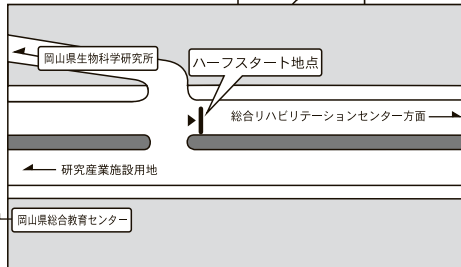 岡山県生物科学研究所
ハーフスタート地点
総合リハビリテーションセンター方面
研究産業施設用地
岡山県総合教育センター